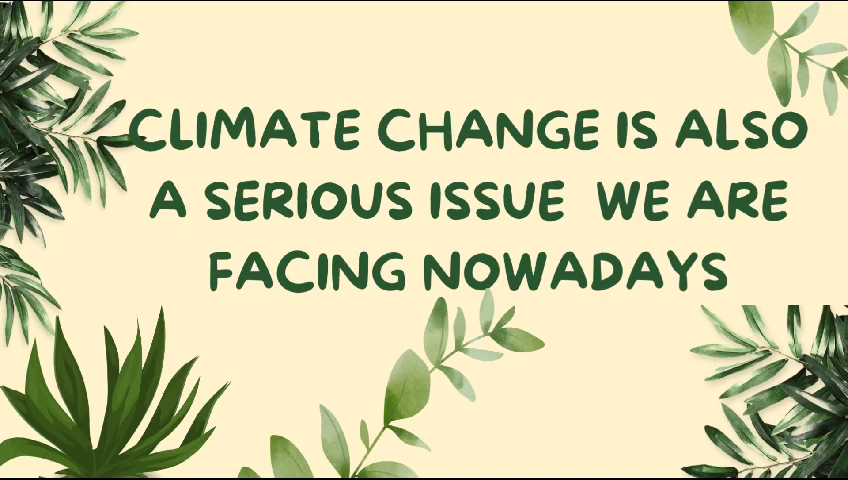 CLIMATE CHANGE IS ALSO
A SERIOUS ISSUE WE ARE
FACING NOWADAYS